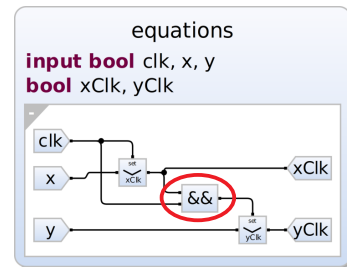 equations
input bool clk, x, y
bool xClk, yClk
-
clk
set
xClk
xClk
x
&&
set
yClk
y
yClk